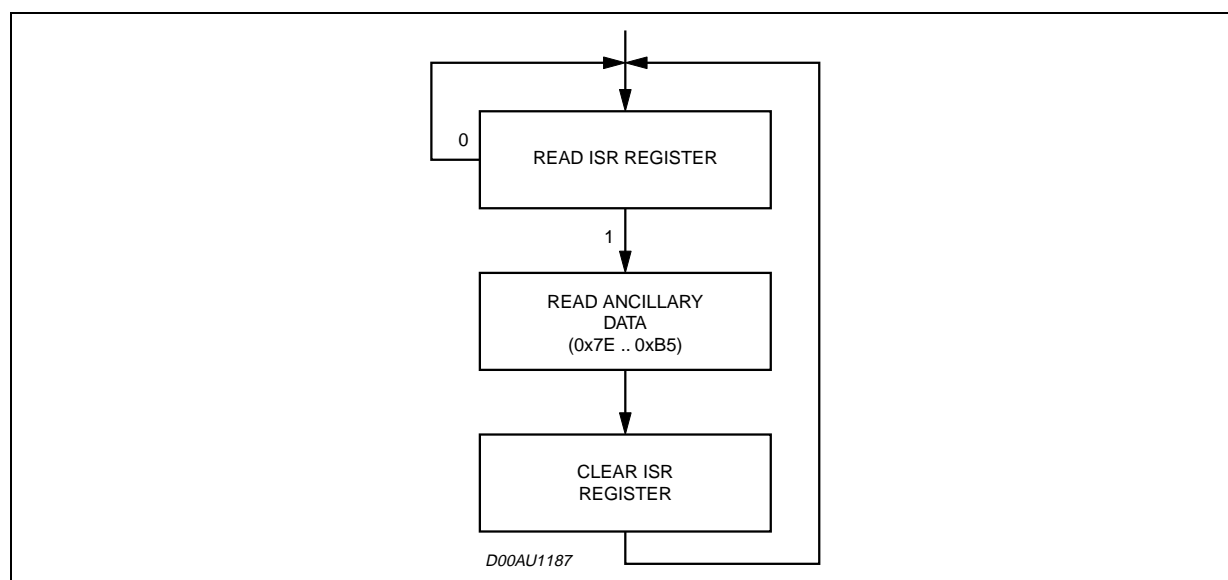 0
READ ISR REGISTER
1
READ ANCILLARY
DATA
(0x7E .. 0xB5)
CLEAR ISR
REGISTER
D00AU1187